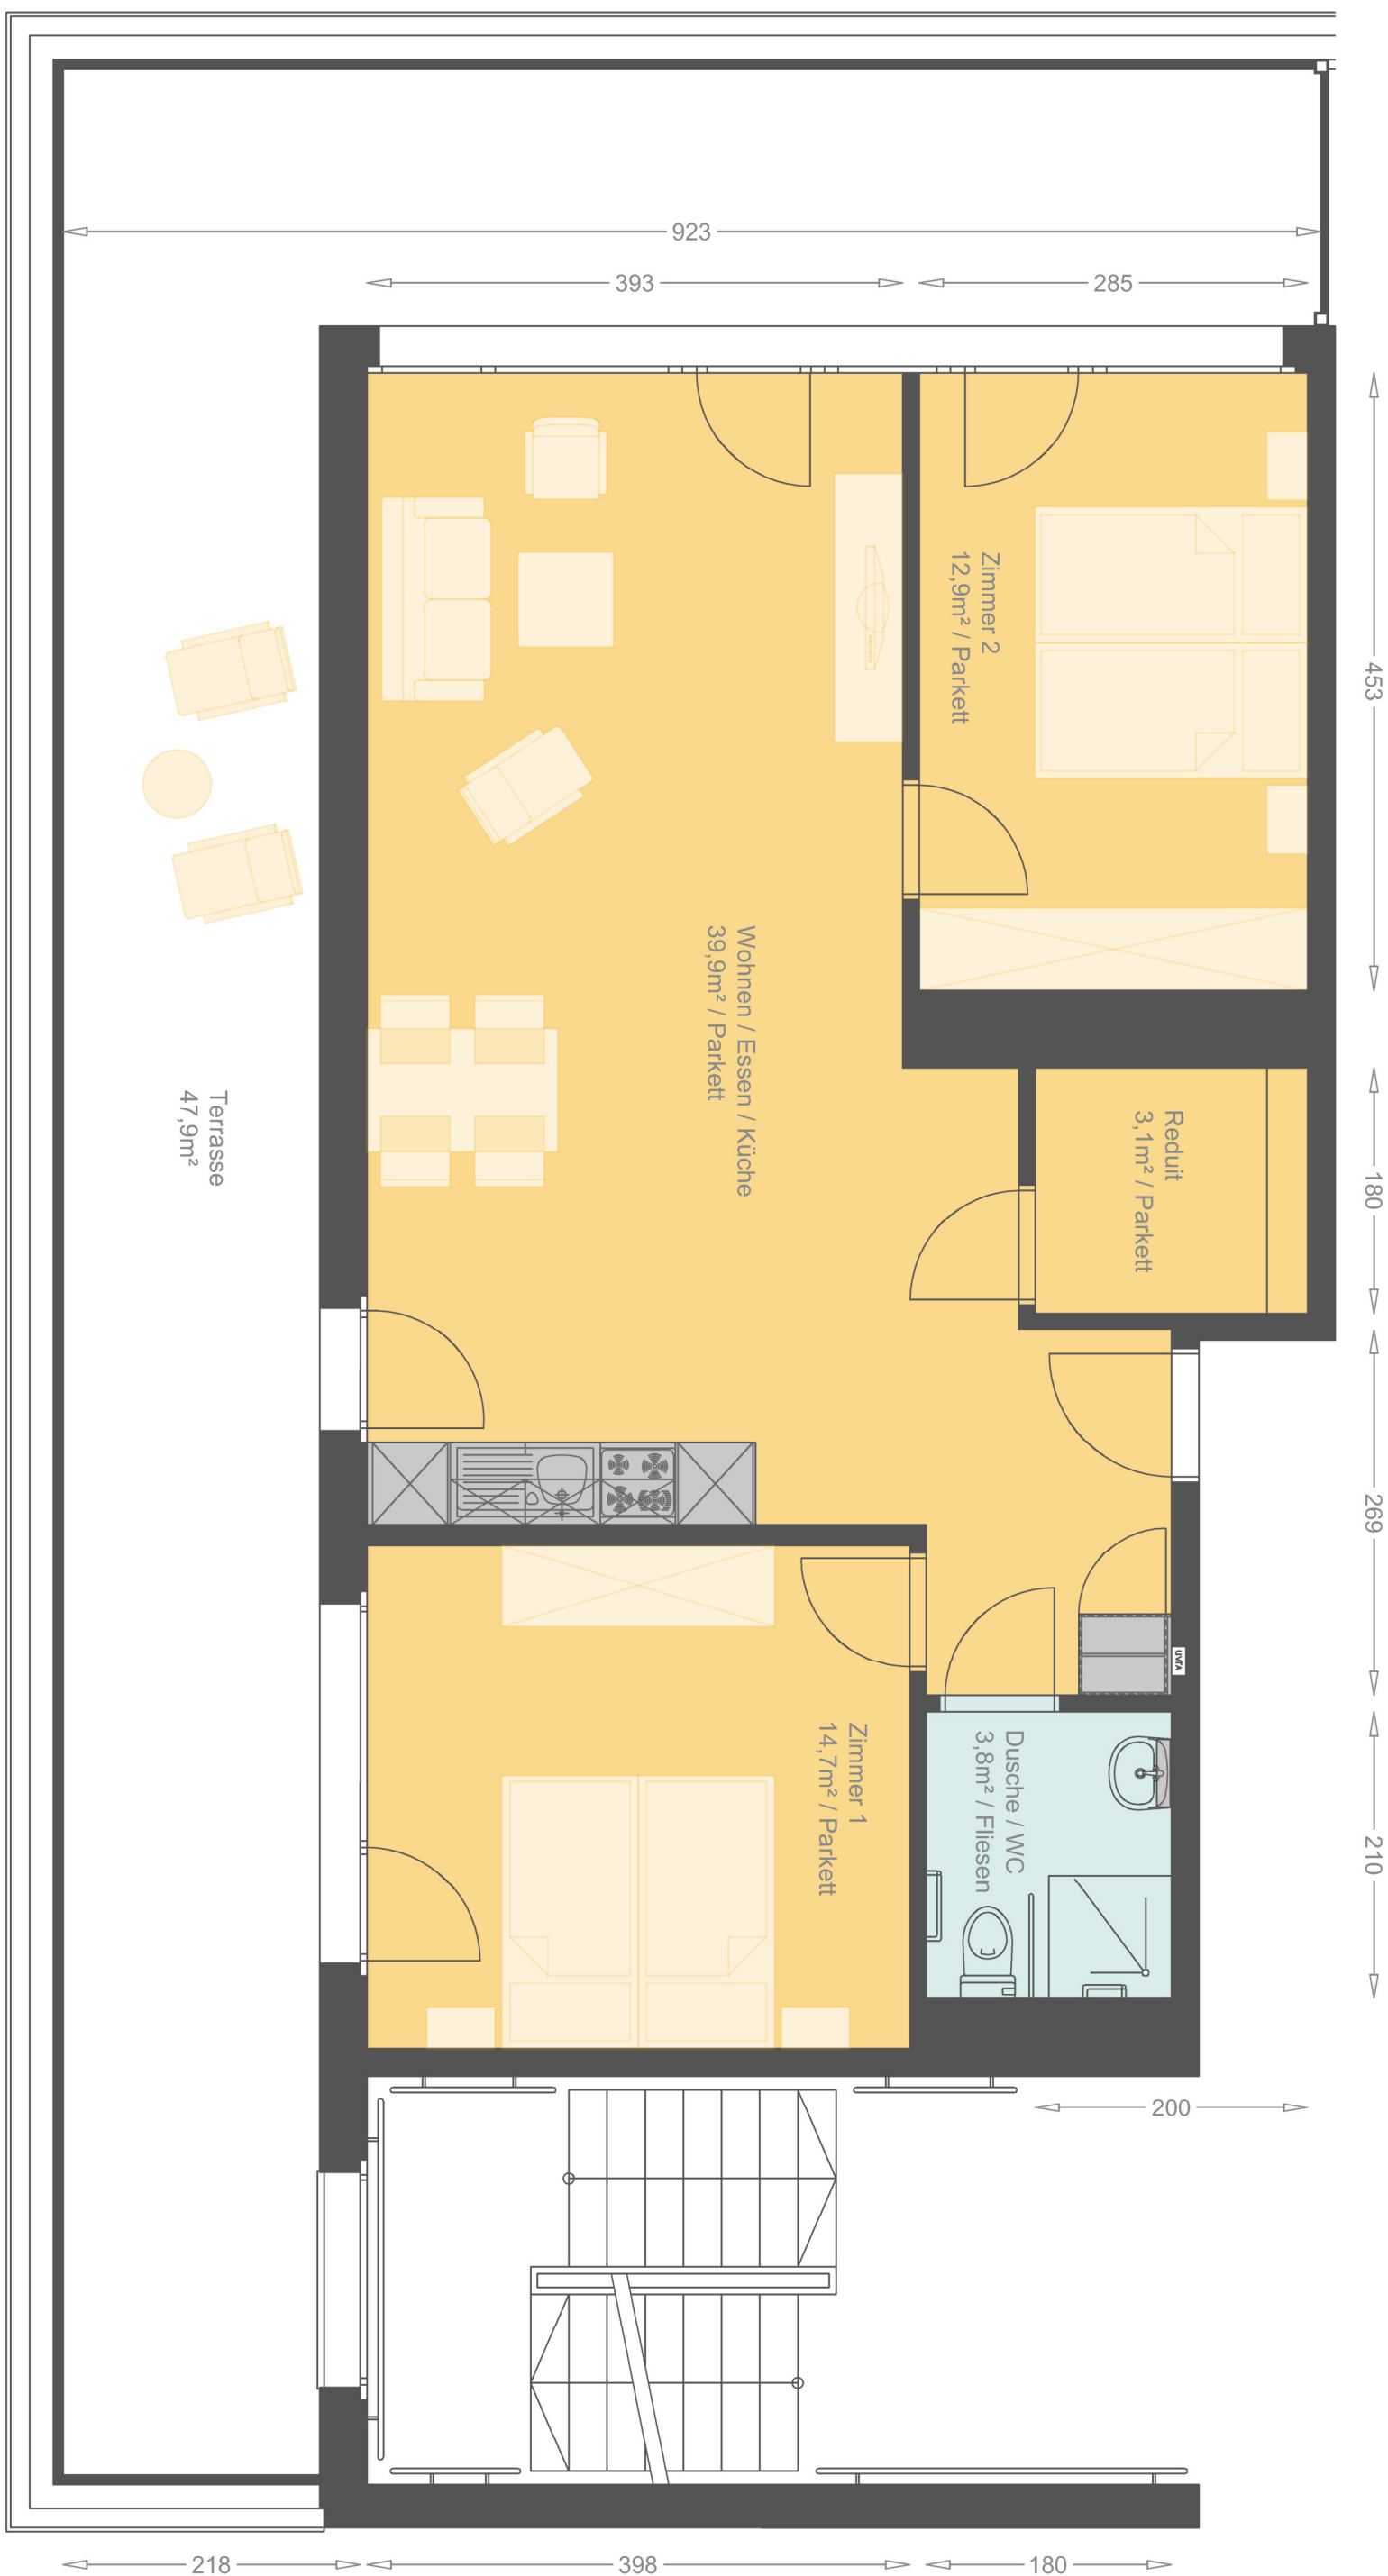 923
393
285
453
Zimmer 2
12,9m² / Parkett
Wohnen / Essen / Küche
39,9m² / Parkett
Terrasse
47,9m²
Reduit
3,1m² / Parkett
180
269
UV/TA
Zimmer 1
14,7m² / Parkett
Dusche / WC
3,8m² / Fliesen
210
200
218
398
180